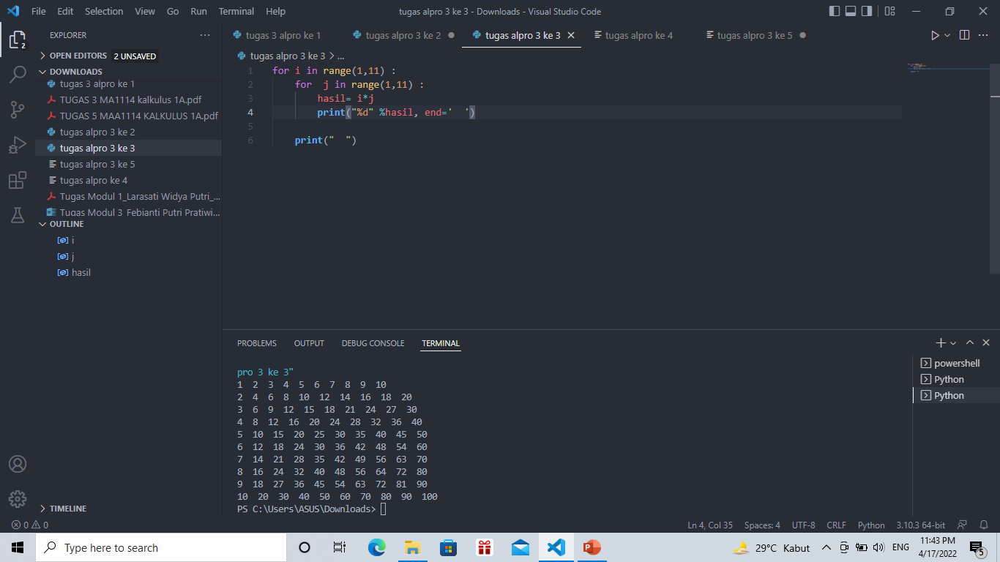 File Edit Selection View Go Run Terminal Help
tugas alpro 3 ke 3 - Downloads - Visual Studio Code
EXPLORER
OPEN EDITORS 2 UNSAVED
DOWNLOADS
tugas 3 alpro ke 1
TUGAS 3 MA1114 kalkulus 1A.pdf
TUGAS 5 MAA1114 KALKULUS 1A.pdf
tugas alpro 3 ke 2
tugas alpro 3 ke 3
tugas alpro 3 ke 5
tugas alpro ke 4
Tugas Modul 1_Larasati Widya Putri_...
Tugas Modul 3_Febianti Putri Pratiwi...
OUTLINE
i
j
hasil
TIMELINE
2
tugas 3 alpro ke 1
tugas alpro 3 ke 2
tugas alpro 3 ke 3
tugas alpro ke 4
tugas alpro 3 ke 5
tugas alpro 3 ke 3 > ...
1 for i in range(1,11) :
2     for  j in range(1,11) :
3         hasil= i*j
4         print("%d" %hasil, end='  ')
5
6     print("  ")
PROBLEMS OUTPUT DEBUG CONSOLE TERMINAL
pro 3 ke 3"
1  2  3  4  5  6  7  8  9  10
2  4  6  8  10  12  14  16  18  20
3  6  9  12  15  18  21  24  27  30
4  8  12  16  20  24  28  32  36  40
5  10  15  20  25  30  35  40  45  50
6  12  18  24  30  36  42  48  54  60
7  14  21  28  35  42  49  56  63  70
8  16  24  32  40  48  56  64  72  80
9  18  27  36  45  54  63  72  81  90
10  20  30  40  50  60  70  80  90  100
PS C:\Users\ASUS\Downloads>
powershell
Python
Python
0 0
Ln 4, Col 35 Spaces: 4 UTF-8 CRLF Python 3.10.3 64-bit
Type here to search
29°C Kabut
ENG
11:43 PM
4/17/2022
5